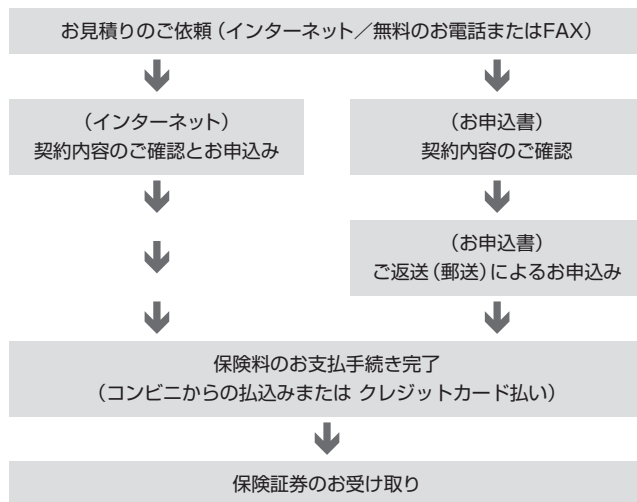 お見積りのご依頼(インターネット／無料のお電話またはFAX)
(インターネット)
契約内容のご確認とお申込み
(お申込書)
契約内容のご確認
(お申込書)
ご返送(郵送)によるお申込み
保険料のお支払手続き完了
(コンビニからの払込みまたは クレジットカード払い)
保険証券のお受け取り